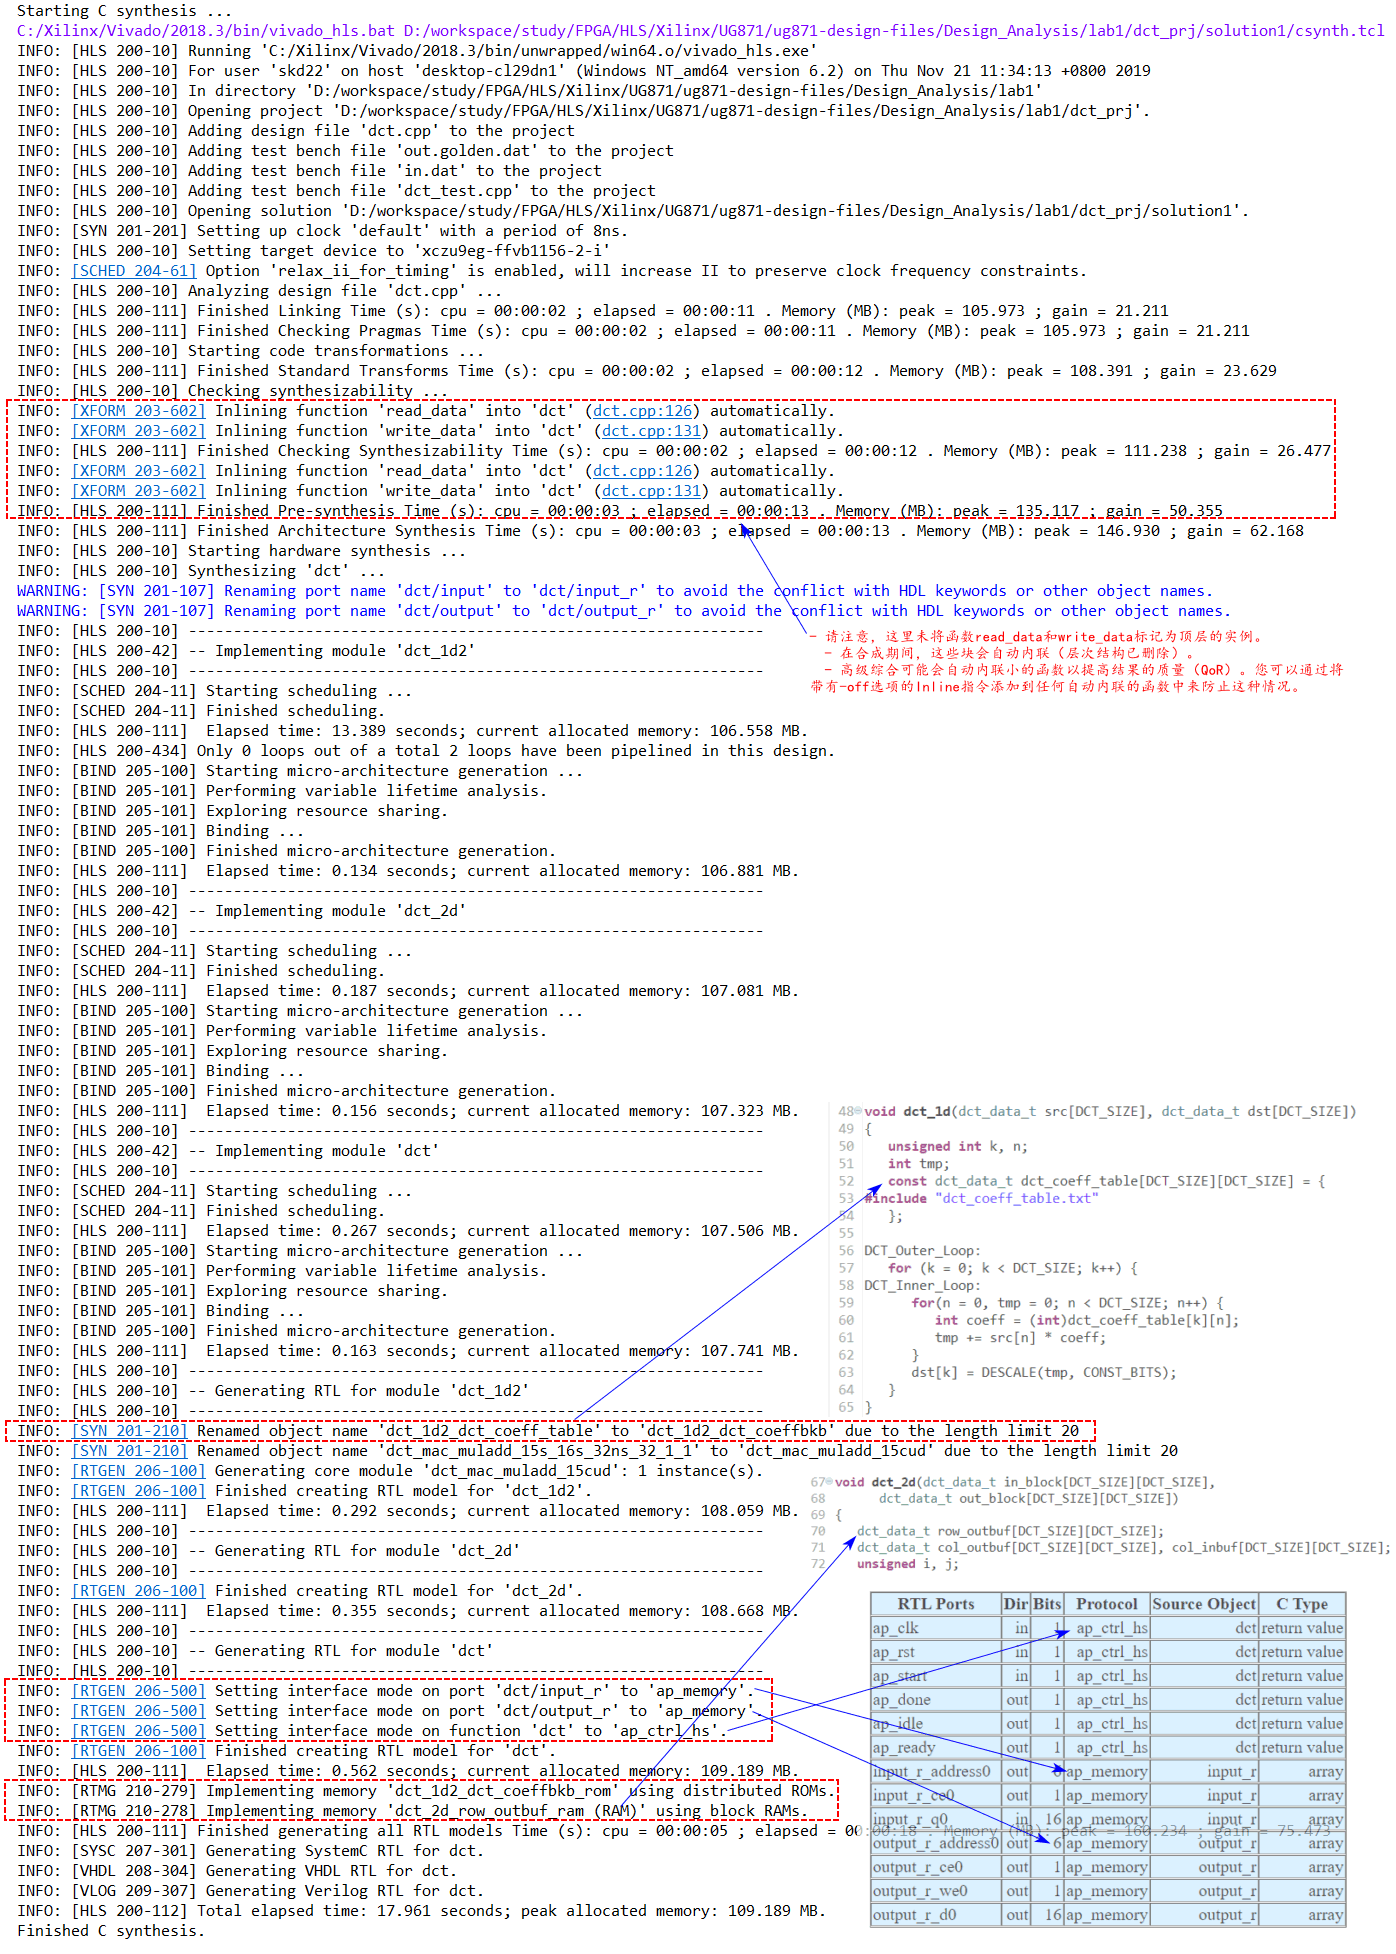 Starting C synthesis ...
C:/Xilinx/Vivado/2018.3/bin/vivado_hls.bat D:/workspace/study/FPGA/HLS/Xilinx/UG871/ug871-design-files/Design_Analysis/lab1/dct_prj/solution1/csynth.tcl
INFO: [HLS 200-10] Running 'C:/Xilinx/Vivado/2018.3/bin/unwrapped/win64.o/vivado_hls.exe'
INFO: [HLS 200-10] For user 'skd22' on host 'desktop-cl29dn1' (Windows NT_amd64 version 6.2) on Thu Nov 21 11:34:13 +0800 2019
INFO: [HLS 200-10] In directory 'D:/workspace/study/FPGA/HLS/Xilinx/UG871/ug871-design-files/Design_Analysis/lab1'
INFO: [HLS 200-10] Opening project 'D:/workspace/study/FPGA/HLS/Xilinx/UG871/ug871-design-files/Design_Analysis/lab1/dct_prj'.
INFO: [HLS 200-10] Adding design file 'dct.cpp' to the project
INFO: [HLS 200-10] Adding test bench file 'out.golden.dat' to the project
INFO: [HLS 200-10] Adding test bench file 'in.dat' to the project
INFO: [HLS 200-10] Adding test bench file 'dct_test.cpp' to the project
INFO: [HLS 200-10] Opening solution 'D:/workspace/study/FPGA/HLS/Xilinx/UG871/ug871-design-files/Design_Analysis/lab1/dct_prj/solution1'.
INFO: [SYN 201-201] Setting up clock 'default' with a period of 8ns.
INFO: [HLS 200-10] Setting target device to 'xczu9eg-ffvb1156-2-i'
INFO: [SCHED 204-61] Option 'relax_ii_for_timing' is enabled, will increase II to preserve clock frequency constraints.
INFO: [HLS 200-10] Analyzing design file 'dct.cpp' ...
INFO: [HLS 200-111] Finished Linking Time (s): cpu = 00:00:02 ; elapsed = 00:00:11 . Memory (MB): peak = 105.973 ; gain = 21.211
INFO: [HLS 200-111] Finished Checking Pragmas Time (s): cpu = 00:00:02 ; elapsed = 00:00:11 . Memory (MB): peak = 105.973 ; gain = 21.211
INFO: [HLS 200-10] Starting code transformations ...
INFO: [HLS 200-111] Finished Standard Transforms Time (s): cpu = 00:00:02 ; elapsed = 00:00:12 . Memory (MB): peak = 108.391 ; gain = 23.629
INFO: [HLS 200-10] Checking synthesizability ...
INFO: [XFORM 203-602] Inlining function 'read_data' into 'dct' (dct.cpp:126) automatically.
INFO: [XFORM 203-602] Inlining function 'write_data' into 'dct' (dct.cpp:131) automatically.
INFO: [HLS 200-111] Finished Checking Synthesizability Time (s): cpu = 00:00:02 ; elapsed = 00:00:12 . Memory (MB): peak = 111.238 ; gain = 26.477
INFO: [XFORM 203-602] Inlining function 'read_data' into 'dct' (dct.cpp:126) automatically.
INFO: [XFORM 203-602] Inlining function 'write_data' into 'dct' (dct.cpp:131) automatically.
INFO: [HLS 200-111] Finished Pre-synthesis Time (s): cpu = 00:00:03 ; elapsed = 00:00:13 . Memory (MB): peak = 135.117 ; gain = 50.355
INFO: [HLS 200-111] Finished Architecture Synthesis Time (s): cpu = 00:00:03 ; elapsed = 00:00:13 . Memory (MB): peak = 146.930 ; gain = 62.168
INFO: [HLS 200-10] Starting hardware synthesis ...
INFO: [HLS 200-10] Synthesizing 'dct' ...
WARNING: [SYN 201-107] Renaming port name 'dct/input' to 'dct/input_r' to avoid the conflict with HDL keywords or other object names.
WARNING: [SYN 201-107] Renaming port name 'dct/output' to 'dct/output_r' to avoid the conflict with HDL keywords or other object names.
INFO: [HLS 200-10] ----------------------------------------------------------------
INFO: [HLS 200-42] -- Implementing module 'dct_1d2'
INFO: [HLS 200-10] ----------------------------------------------------------------
INFO: [SCHED 204-11] Starting scheduling ...
INFO: [SCHED 204-11] Finished scheduling.
INFO: [HLS 200-111]  Elapsed time: 13.389 seconds; current allocated memory: 106.558 MB.
INFO: [HLS 200-434] Only 0 loops out of a total 2 loops have been pipelined in this design.
INFO: [BIND 205-100] Starting micro-architecture generation ...
INFO: [BIND 205-101] Performing variable lifetime analysis.
INFO: [BIND 205-101] Exploring resource sharing.
INFO: [BIND 205-101] Binding ...
INFO: [BIND 205-100] Finished micro-architecture generation.
INFO: [HLS 200-111]  Elapsed time: 0.134 seconds; current allocated memory: 106.881 MB.
INFO: [HLS 200-10] ----------------------------------------------------------------
INFO: [HLS 200-42] -- Implementing module 'dct_2d'
INFO: [HLS 200-10] ----------------------------------------------------------------
INFO: [SCHED 204-11] Starting scheduling ...
INFO: [SCHED 204-11] Finished scheduling.
INFO: [HLS 200-111]  Elapsed time: 0.187 seconds; current allocated memory: 107.081 MB.
INFO: [BIND 205-100] Starting micro-architecture generation ...
INFO: [BIND 205-101] Performing variable lifetime analysis.
INFO: [BIND 205-101] Exploring resource sharing.
INFO: [BIND 205-101] Binding ...
INFO: [BIND 205-100] Finished micro-architecture generation.
INFO: [HLS 200-111]  Elapsed time: 0.156 seconds; current allocated memory: 107.323 MB.
INFO: [HLS 200-10] ----------------------------------------------------------------
INFO: [HLS 200-42] -- Implementing module 'dct'
INFO: [HLS 200-10] ----------------------------------------------------------------
INFO: [SCHED 204-11] Starting scheduling ...
INFO: [SCHED 204-11] Finished scheduling.
INFO: [HLS 200-111]  Elapsed time: 0.267 seconds; current allocated memory: 107.506 MB.
INFO: [BIND 205-100] Starting micro-architecture generation ...
INFO: [BIND 205-101] Performing variable lifetime analysis.
INFO: [BIND 205-101] Exploring resource sharing.
INFO: [BIND 205-101] Binding ...
INFO: [BIND 205-100] Finished micro-architecture generation.
INFO: [HLS 200-111]  Elapsed time: 0.163 seconds; current allocated memory: 107.741 MB.
INFO: [HLS 200-10] ----------------------------------------------------------------
INFO: [HLS 200-10] -- Generating RTL for module 'dct_1d2'
INFO: [HLS 200-10] ----------------------------------------------------------------
INFO: [SYN 201-210] Renamed object name 'dct_1d2_dct_coeff_table' to 'dct_1d2_dct_coeffbkb' due to the length limit 20
INFO: [SYN 201-210] Renamed object name 'dct_mac_muladd_15s_16s_32ns_32_1_1' to 'dct_mac_muladd_15cud' due to the length limit 20
INFO: [RTGEN 206-100] Generating core module 'dct_mac_muladd_15cud': 1 instance(s).
INFO: [RTGEN 206-100] Finished creating RTL model for 'dct_1d2'.
INFO: [HLS 200-111]  Elapsed time: 0.292 seconds; current allocated memory: 108.059 MB.
INFO: [HLS 200-10] ----------------------------------------------------------------
INFO: [HLS 200-10] -- Generating RTL for module 'dct_2d'
INFO: [HLS 200-10] ----------------------------------------------------------------
INFO: [RTGEN 206-100] Finished creating RTL model for 'dct_2d'.
INFO: [HLS 200-111]  Elapsed time: 0.355 seconds; current allocated memory: 108.668 MB.
INFO: [HLS 200-10] ----------------------------------------------------------------
INFO: [HLS 200-10] -- Generating RTL for module 'dct'
INFO: [HLS 200-10] ----------------------------------------------------------------
INFO: [RTGEN 206-500] Setting interface mode on port 'dct/input_r' to 'ap_memory'.
INFO: [RTGEN 206-500] Setting interface mode on port 'dct/output_r' to 'ap_memory'.
INFO: [RTGEN 206-500] Setting interface mode on function 'dct' to 'ap_ctrl_hs'.
INFO: [RTGEN 206-100] Finished creating RTL model for 'dct'.
INFO: [HLS 200-111]  Elapsed time: 0.562 seconds; current allocated memory: 109.189 MB.
INFO: [RTMG 210-279] Implementing memory 'dct_1d2_dct_coeffbkb_rom' using distributed ROMs.
INFO: [RTMG 210-278] Implementing memory 'dct_2d_row_outbuf_ram (RAM)' using block RAMs.
INFO: [HLS 200-111] Finished generating all RTL models Time (s): cpu = 00:00:05 ; elapsed = 00:00:18 . Memory (MB): peak = 160.234 ; gain = 75.473
INFO: [SYSC 207-301] Generating SystemC RTL for dct.
INFO: [VHDL 208-304] Generating VHDL RTL for dct.
INFO: [VLOG 209-307] Generating Verilog RTL for dct.
INFO: [HLS 200-112] Total elapsed time: 17.961 seconds; peak allocated memory: 109.189 MB.
Finished C synthesis.
- 请注意，这里未将函数read_data和write_data标记为顶层的实例。
- 在合成期间，这些块会自动内联（层次结构已删除）。
- 高级综合可能会自动内联小的函数以提高结果的质量（QoR）。您可以通过将
带有-off选项的Inline指令添加到任何自动内联的函数中来防止这种情况。
48 void dct_1d(dct_data_t src[DCT_SIZE], dct_data_t dst[DCT_SIZE])
49 {
50 unsigned int k, n;
51 int tmp;
52 const dct_data_t dct_coeff_table[DCT_SIZE][DCT_SIZE] = {
53 #include "dct_coeff_table.txt"
54 };
55
56 DCT_Outer_Loop:
57 for (k = 0; k < DCT_SIZE; k++) {
58 DCT_Inner_Loop:
59 for(n = 0, tmp = 0; n < DCT_SIZE; n++) {
60 int coeff = (int)dct_coeff_table[k][n];
61 tmp += src[n] * coeff;
62 }
63 dst[k] = DESCALE(tmp, CONST_BITS);
64 }
65 }
67 void dct_2d(dct_data_t in_block[DCT_SIZE][DCT_SIZE],
68 dct_data_t out_block[DCT_SIZE][DCT_SIZE])
69 {
70 dct_data_t row_outbuf[DCT_SIZE][DCT_SIZE];
71 dct_data_t col_outbuf[DCT_SIZE][DCT_SIZE], col_inbuf[DCT_SIZE][DCT_SIZE];
72 unsigned i, j;
RTL Ports Dir Bits Protocol Source Object C Type
ap_clk in 1 ap_ctrl_hs dct return value
ap_rst in 1 ap_ctrl_hs dct return value
ap_start in 1 ap_ctrl_hs dct return value
ap_done out 1 ap_ctrl_hs dct return value
ap_idle out 1 ap_ctrl_hs dct return value
ap_ready out 1 ap_ctrl_hs dct return value
input_r_address0 out 6 ap_memory input_r array
input_r_ce0 out 1 ap_memory input_r array
input_r_q0 in 16 ap_memory input_r array
output_r_address0 out 6 ap_memory output_r array
output_r_ce0 out 1 ap_memory output_r array
output_r_we0 out 1 ap_memory output_r array
output_r_d0 out 16 ap_memory output_r array